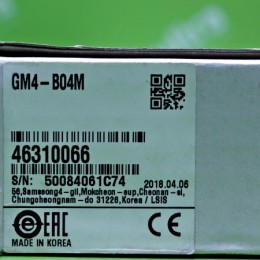 GM4-B04M
46310066
S/N: 50084061C74
2018.04.06
56,Samseong4-gil,Mokcheon-eup,Cheonan-si,
Chungcheongnam-do 31226,Korea / LSIS
EAC CE
MADE IN KOREA